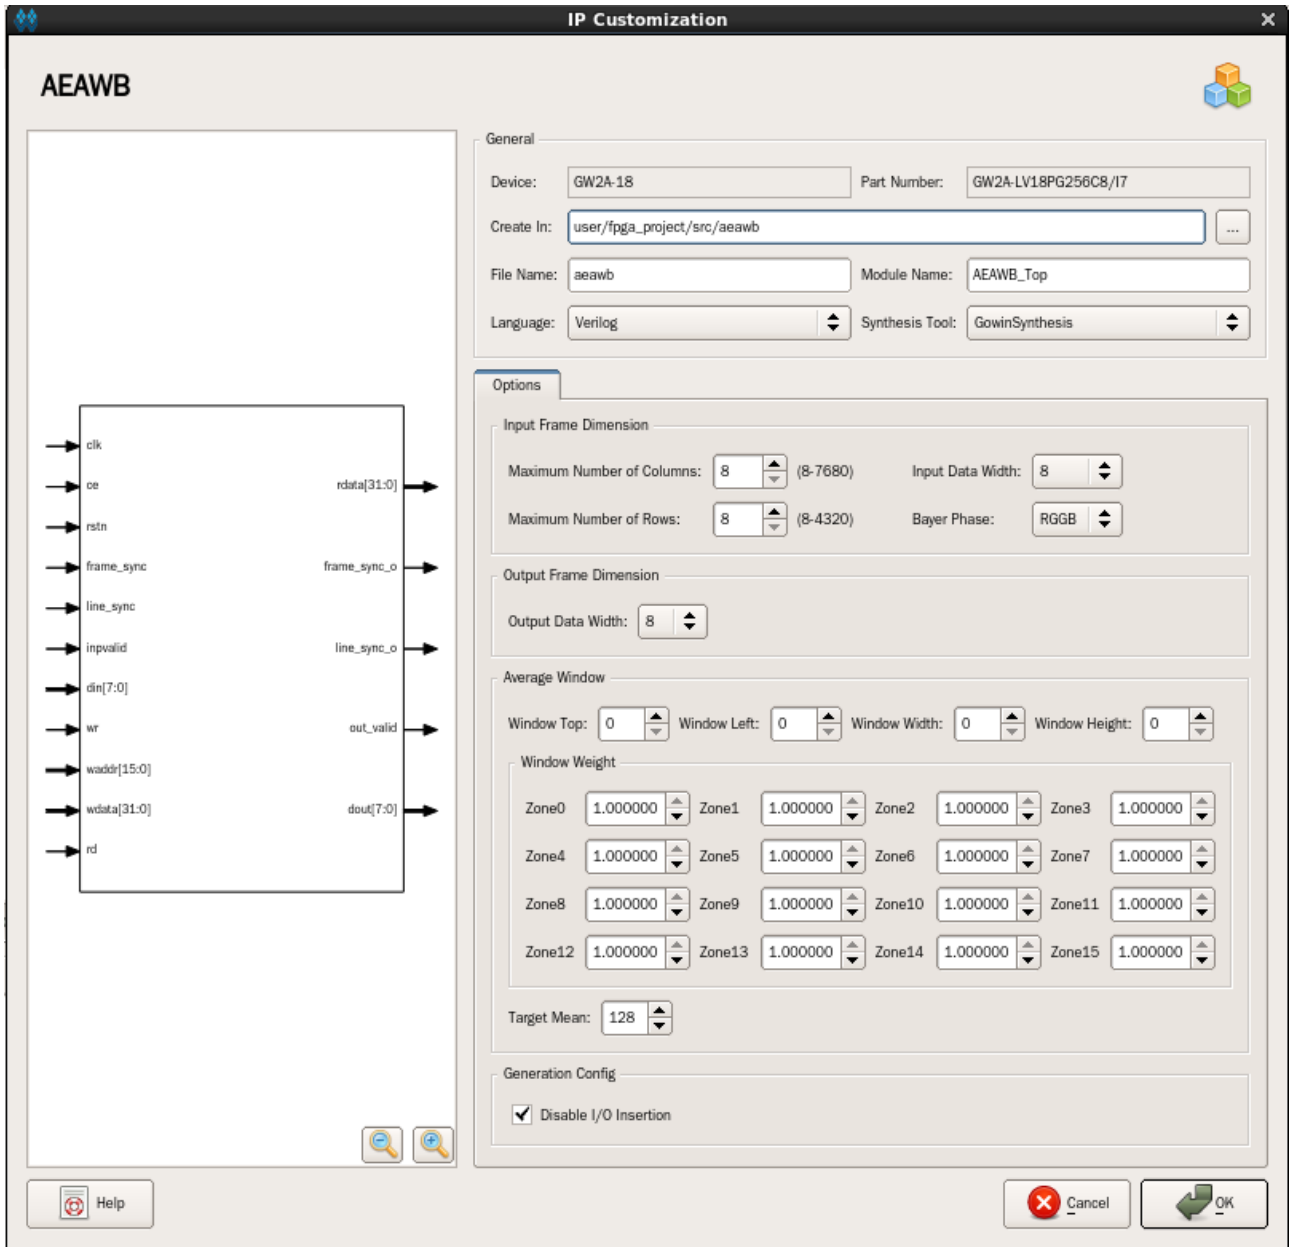 IP Customization
AEAWB
General
Device: GW2A-18 Part Number: GW2A-LV18PG256C8/I7
Create In: user/fpga_project/src/aeawb ...
File Name: aeawb Module Name: AEAWB_Top
Language: Verilog Synthesis Tool: GowinSynthesis
clk
ce rdata[31:0]
rstn
frame_sync frame_sync_o
line_sync
inpvalid line_sync_o
din[7:0]
wr out_valid
waddr[15:0]
wdata[31:0] dout[7:0]
rd
Options
Input Frame Dimension
Maximum Number of Columns: 8 (8-7680) Input Data Width: 8
Maximum Number of Rows: 8 (8-4320) Bayer Phase: RGGB
Output Frame Dimension
Output Data Width: 8
Average Window
Window Top: 0 Window Left: 0 Window Width: 0 Window Height: 0
Window Weight
Zone0 1.000000 Zone1 1.000000 Zone2 1.000000 Zone3 1.000000
Zone4 1.000000 Zone5 1.000000 Zone6 1.000000 Zone7 1.000000
Zone8 1.000000 Zone9 1.000000 Zone10 1.000000 Zone11 1.000000
Zone12 1.000000 Zone13 1.000000 Zone14 1.000000 Zone15 1.000000
Target Mean: 128
Generation Config
Disable I/O Insertion
Help Cancel OK